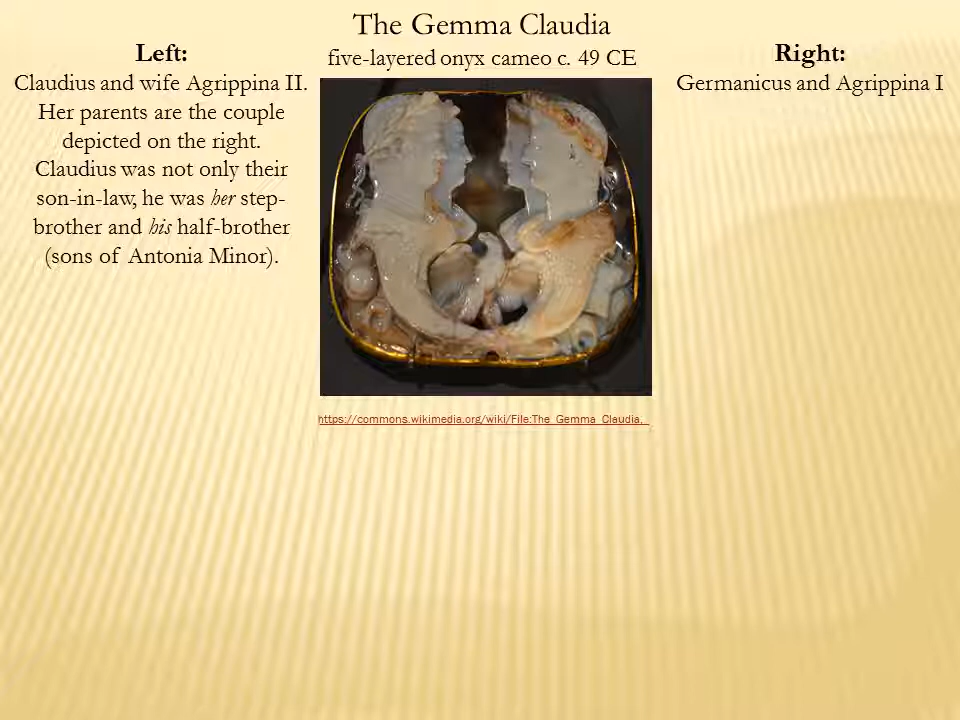 The Gemma Claudia
five-layered onyx cameo c. 49 CE
Left:
Claudius and wife Agrippina II.
Her parents are the couple
depicted on the right.
Claudius was not only their
son-in-law; he was her step-
brother and his half-brother
(sons of Antonia Minor).
Right:
Germanicus and Agrippina I
https://commons.wikimedia.org/wiki/File:The_Gemma_Claudia,_